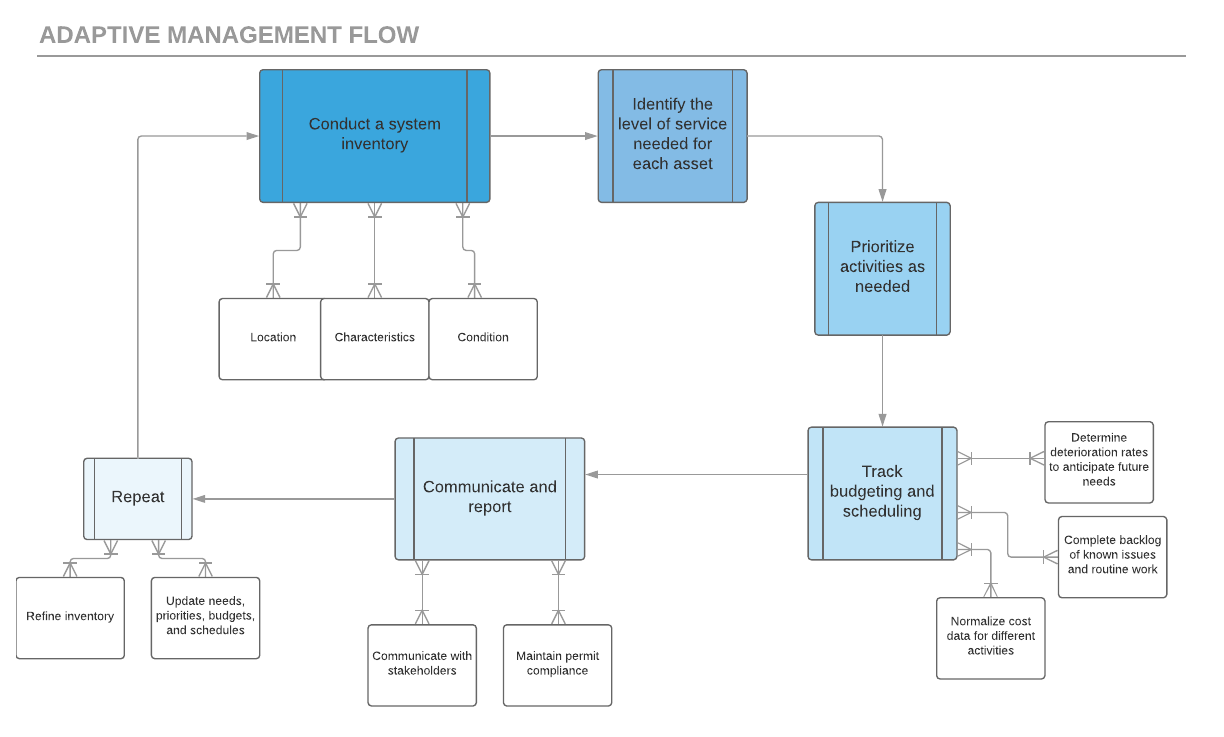 ADAPTIVE MANAGEMENT FLOW
Conduct a system
inventory
Identify the
level of service
needed for
each asset
Prioritize
activities as
needed
Location
Characteristics
Condition
Track
budgeting and
scheduling
Determine
deterioration rates
to anticipate future
needs
Complete backlog
of known issues
and routine work
Normalize cost
data for different
activities
Communicate and
report
Communicate with
stakeholders
Maintain permit
compliance
Repeat
Refine inventory
Update needs,
priorities, budgets,
and schedules